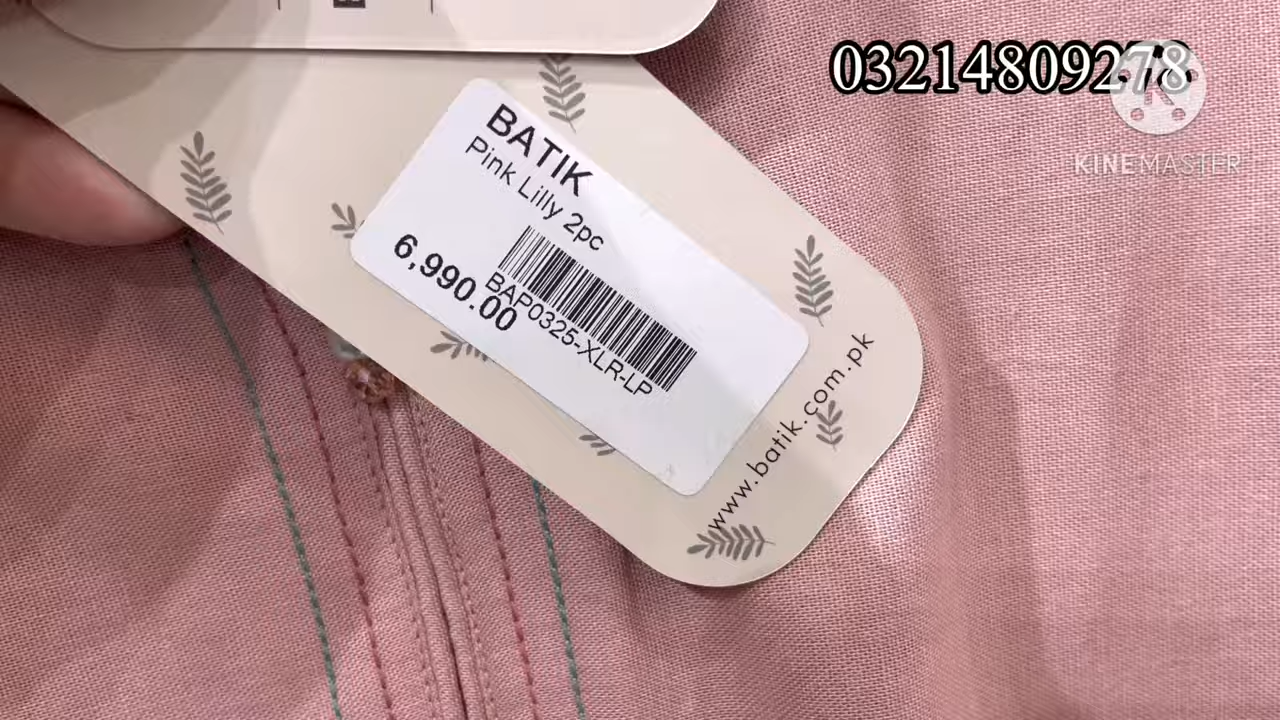 03214809278
KINEMASTER
BATIK
Pink Lilly 2pc
6,990.00
BAP0325-XLR-LP
www.batik.com.pk